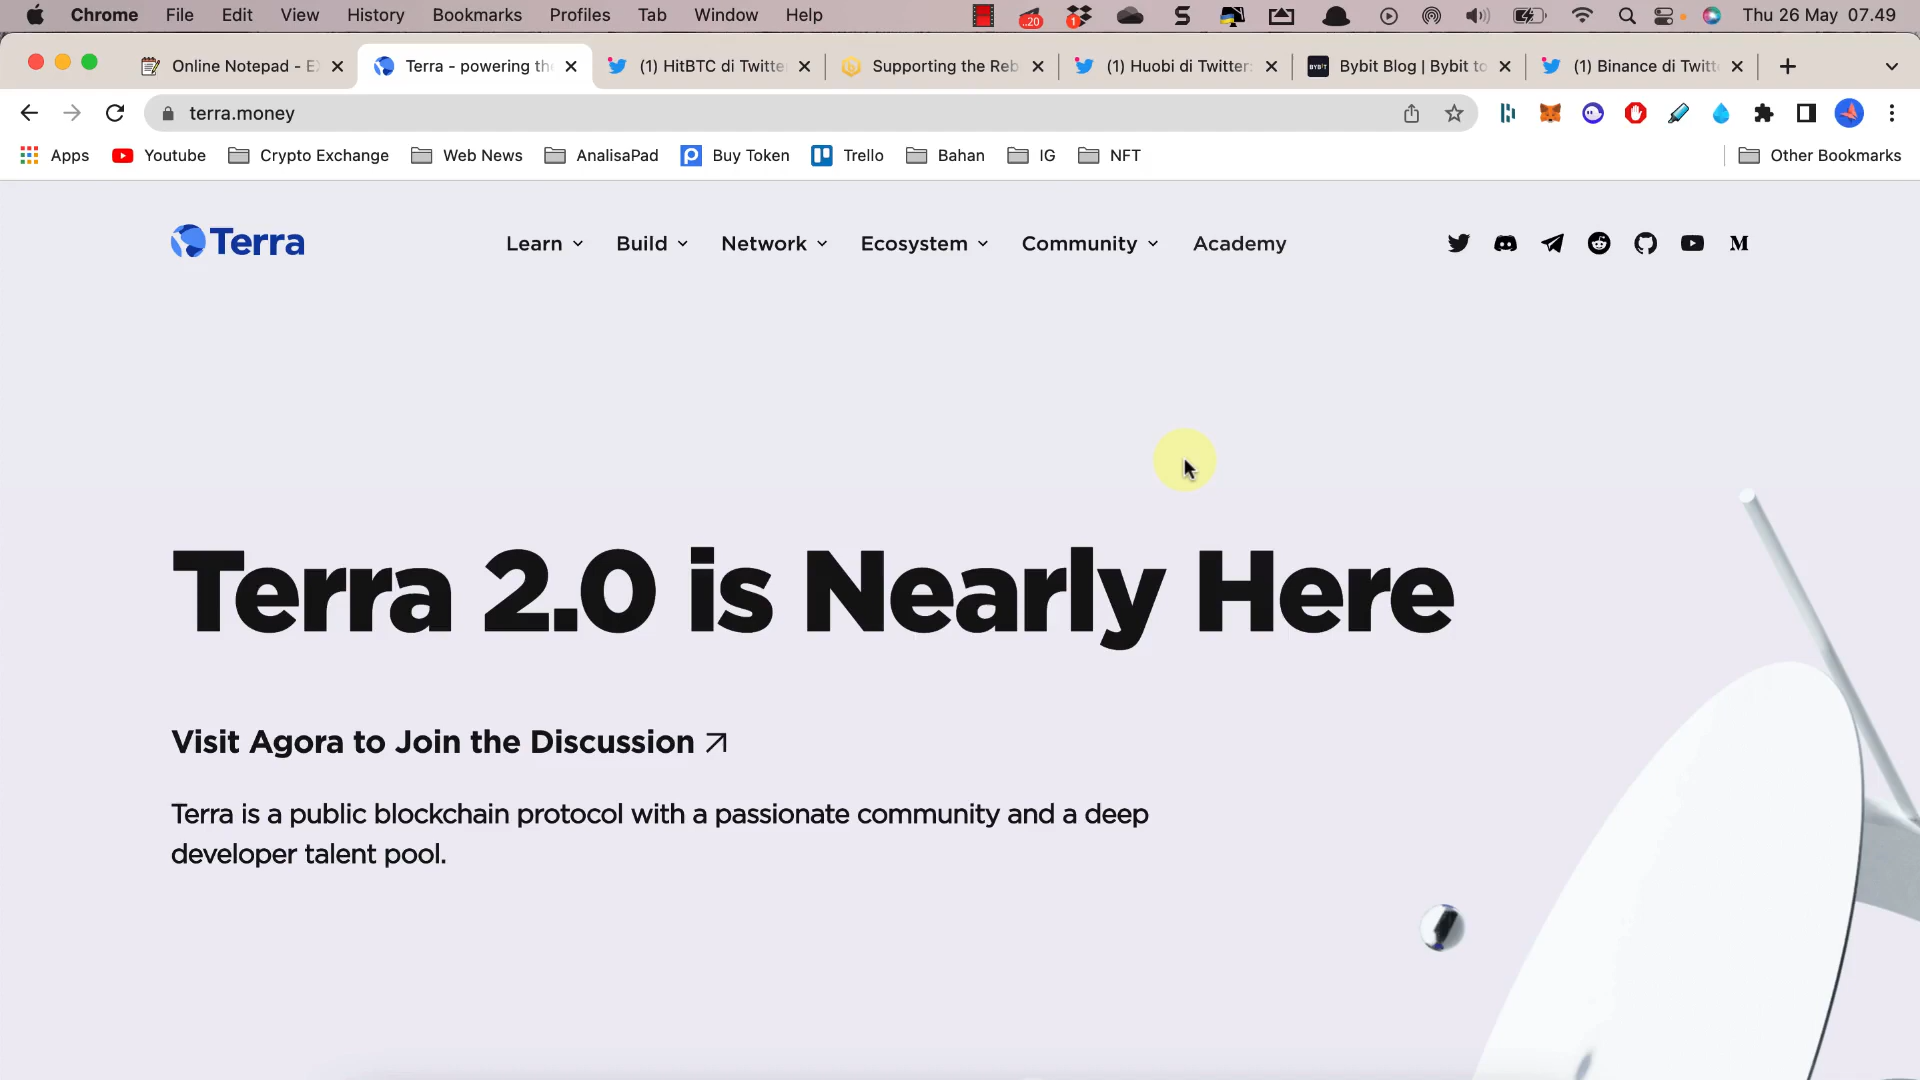 Chrome File Edit View History Bookmarks Profiles Tab Window Help Thu 26 May 07.49
Online Notepad - E
Terra - powering th
(1) HitBTC di Twitte
Supporting the Reb
(1) Huobi di Twitter:
Bybit Blog | Bybit to
(1) Binance di Twitt
terra.money
Apps Youtube Crypto Exchange Web News AnalisaPad Buy Token Trello Bahan IG NFT Other Bookmarks
Terra Learn Build Network Ecosystem Community Academy
Terra 2.0 is Nearly Here
Visit Agora to Join the Discussion
Terra is a public blockchain protocol with a passionate community and a deep
developer talent pool.